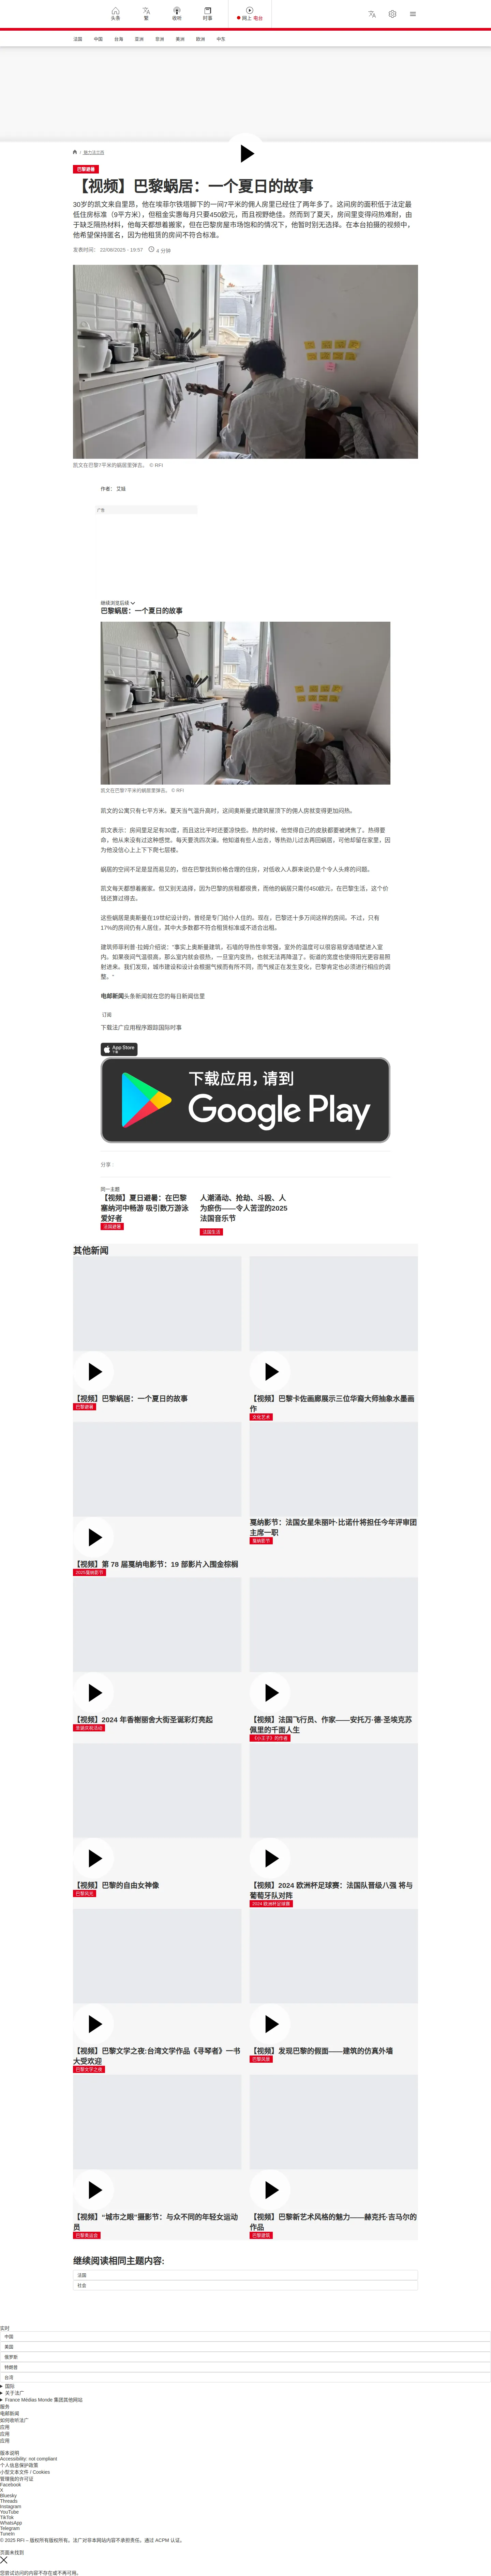 头条
繁
收听
时事
网上 电台
法国
中国
台海
亚洲
非洲
美洲
欧洲
中东
/ 魅力法兰西
巴黎避暑
【视频】巴黎蜗居：一个夏日的故事
30岁的凯文来自里昂，他在埃菲尔铁塔脚下的一间7平米的佣人房里已经住了两年多了。这间房的面积低于法定最低住房标准（9平方米），但租金实惠每月只要450欧元，而且视野绝佳。然而到了夏天，房间里变得闷热难耐，由于缺乏隔热材料，他每天都想着搬家，但在巴黎房屋市场饱和的情况下，他暂时别无选择。在本台拍摄的视频中，他希望保持匿名，因为他租赁的房间不符合标准。
发表时间： 22/08/2025 - 19:57
4 分钟
凯文在巴黎7平米的蜗居里弹吉。 © RFI
作者： 艾娃
广告
继续浏览后续
巴黎蜗居：一个夏日的故事
凯文在巴黎7平米的蜗居里弹吉。 © RFI
凯文的公寓只有七平方米。夏天当气温升高时，这间奥斯曼式建筑屋顶下的佣人房就变得更加闷热。
凯文表示：房间里足足有30度，而且这比平时还要凉快些。热的时候，他觉得自己的皮肤都要被烤焦了。热得要命，他从来没有过这种感觉。每天要洗四次澡。他知道有些人出去，等热劲儿过去再回蜗居，可他却留在家里，因为他没信心上上下下爬七层楼。
蜗居的空间不足是显而易见的，但在巴黎找到价格合理的住房，对低收入人群来说仍是个令人头疼的问题。
凯文每天都想着搬家，但又别无选择，因为巴黎的房租都很贵，而他的蜗居只需付450欧元，在巴黎生活，这个价钱还算过得去。
这些蜗居是奥斯曼在19世纪设计的，曾经是专门给仆人住的。现在，巴黎还十多万间这样的房间。不过，只有17%的房间仍有人居住，其中大多数都不符合租赁标准或不适合出租。
建筑师菲利普·拉姆介绍说：“事实上奥斯曼建筑，石墙的导热性非常强，室外的温度可以很容易穿透墙壁进入室内，如果夜间气温很高，那么室内就会很热，一旦室内变热，也就无法再降温了。街道的宽度也使得阳光更容易照射进来。我们发现，城市建设和设计会根据气候而有所不同，而气候正在发生变化，巴黎肯定也必须进行相应的调整。”
电邮新闻头条新闻就在您的每日新闻信里
订阅
下载法广应用程序跟踪国际时事
App Store
下载
下载应用，请到
Google Play
分享 :
同一主题
【视频】夏日避暑：在巴黎塞纳河中畅游 吸引数万游泳爱好者
法国避暑
人潮涌动、抢劫、斗殴、人为瘀伤——令人苦涩的2025法国音乐节
法国生活
其他新闻
【视频】巴黎蜗居：一个夏日的故事
巴黎避暑
【视频】巴黎卡佐画廊展示三位华裔大师抽象水墨画作
文化艺术
【视频】第 78 届戛纳电影节：19 部影片入围金棕榈
2025戛纳影节
戛纳影节：法国女星朱丽叶·比诺什将担任今年评审团主席一职
戛纳影节
【视频】2024 年香榭丽舍大街圣诞彩灯亮起
圣诞庆祝活动
【视频】法国飞行员、作家——安托万·德·圣埃克苏佩里的千面人生
《小王子》的作者
【视频】巴黎的自由女神像
巴黎风光
【视频】2024 欧洲杯足球赛：法国队晋级八强 将与葡萄牙队对阵
2024 欧洲杯足球赛
【视频】巴黎文学之夜:台湾文学作品《寻琴者》一书大受欢迎
巴黎文学之夜
【视频】发现巴黎的假面——建筑的仿真外墙
巴黎风景
【视频】“城市之眼”摄影节：与众不同的年轻女运动员
巴黎奥运会
【视频】巴黎新艺术风格的魅力——赫克托·吉马尔的作品
巴黎建筑
继续阅读相同主题内容:
法国
社会
实时
中国
美国
俄罗斯
特朗普
台湾
国际
关于法广
France Médias Monde 集团其他网站
服务
电邮新闻
如何收听法广
应用
应用
应用
版本说明
Accessibility: not compliant
个人信息保护政策
小型文本文件 / Cookies
管理我的许可证
Facebook
X
Bluesky
Threads
Instagram
YouTube
TikTok
WhatsApp
Telegram
TuneIn
© 2025 RFI – 版权所有版权所有。法广对非本网站内容不承担责任。通过 ACPM 认证。
页面未找到
您尝试访问的内容不存在或不再可用。